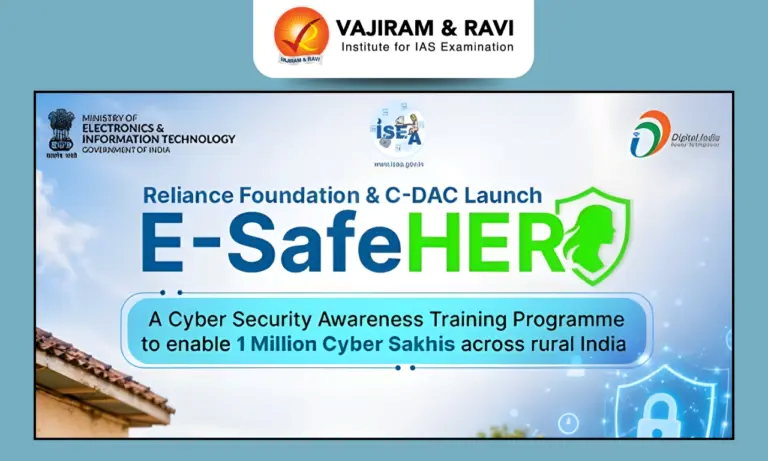 VAJIRAM & RAVI
Institute for IAS Examination
VAJIRAM & RAVI
MINISTRY OF
ELECTRONICS &
INFORMATION TECHNOLOGY
GOVERNMENT OF INDIA
सत्यमेव जयते
ISEA
www.isea.gov.in
Digital India
Power To Empower
Reliance Foundation & C-DAC Launch
E-SafeHER
A Cyber Security Awareness Training Programme
to enable 1 Million Cyber Sakhis across rural India